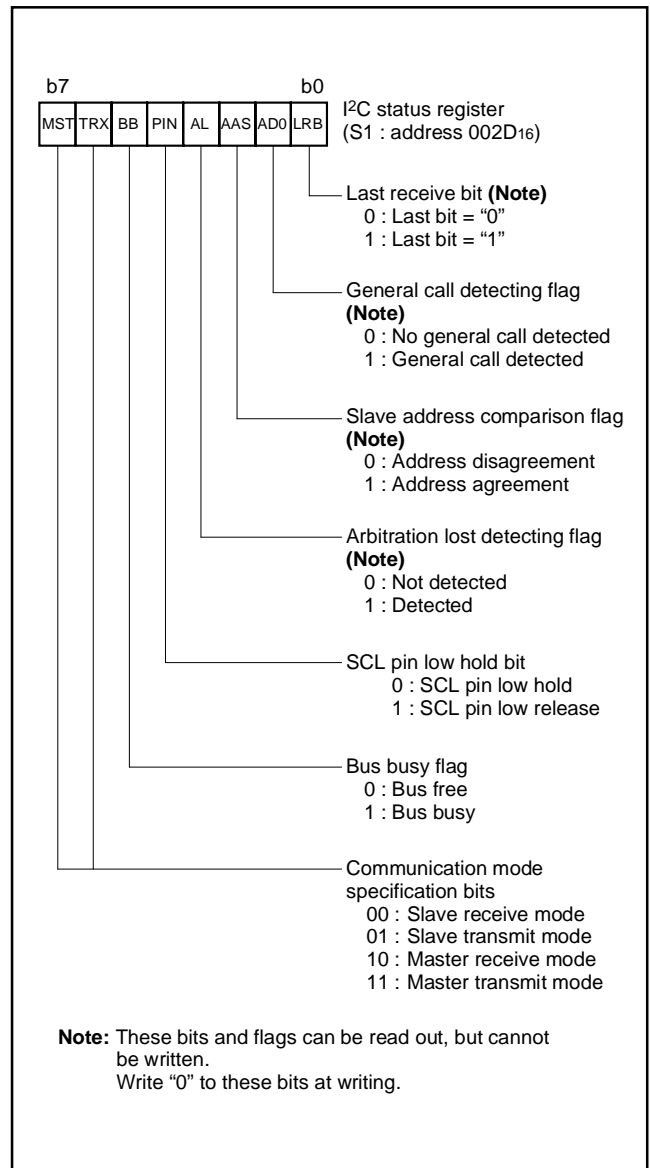 b7 b0
MST TRX BB PIN AL AAS AD0 LRB
I2C status register
(S1 : address 002D16)
Last receive bit (Note)
0 : Last bit = “0”
1 : Last bit = “1”
General call detecting flag
(Note)
0 : No general call detected
1 : General call detected
Slave address comparison flag
(Note)
0 : Address disagreement
1 : Address agreement
Arbitration lost detecting flag
(Note)
0 : Not detected
1 : Detected
SCL pin low hold bit
0 : SCL pin low hold
1 : SCL pin low release
Bus busy flag
0 : Bus free
1 : Bus busy
Communication mode
specification bits
00 : Slave receive mode
01 : Slave transmit mode
10 : Master receive mode
11 : Master transmit mode
Note: These bits and flags can be read out, but cannot
be written.
Write “0” to these bits at writing.